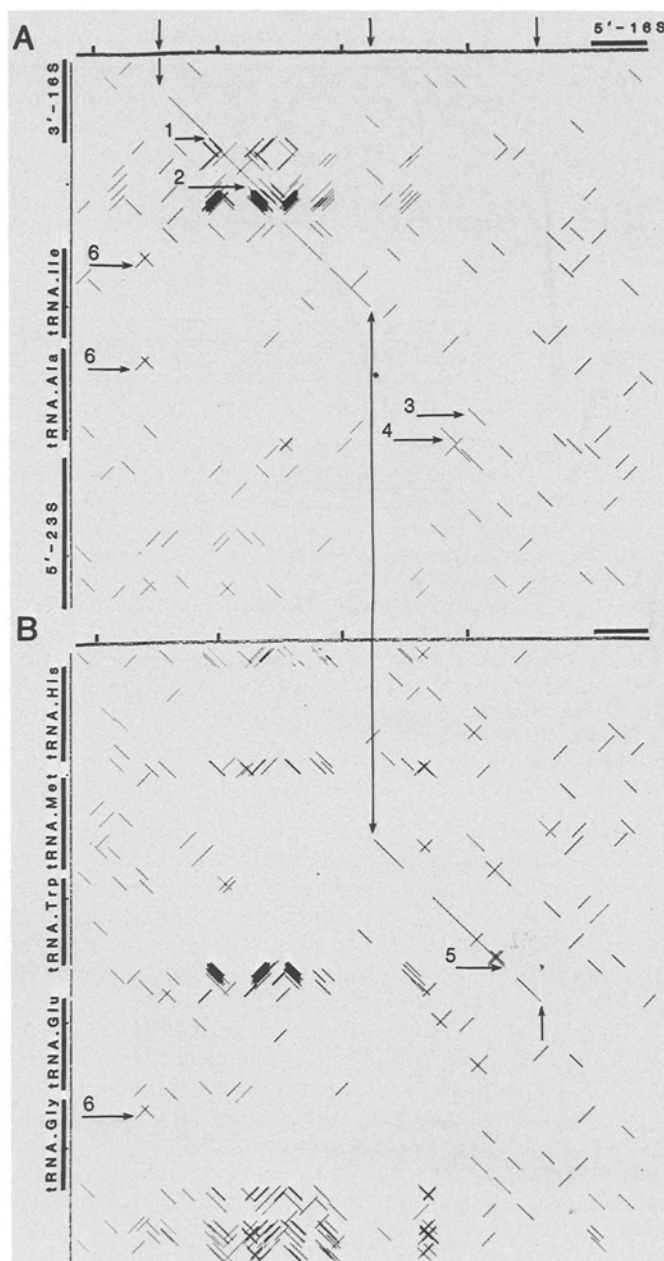 A
5'-16S
3'-16S
1
2
6
tRNA.Ile
6
tRNA.Ala
3
4
5'-23S
B
tRNA.His
tRNA.Met
tRNA.Trp
5
tRNA.Glu
6
tRNA.Gly